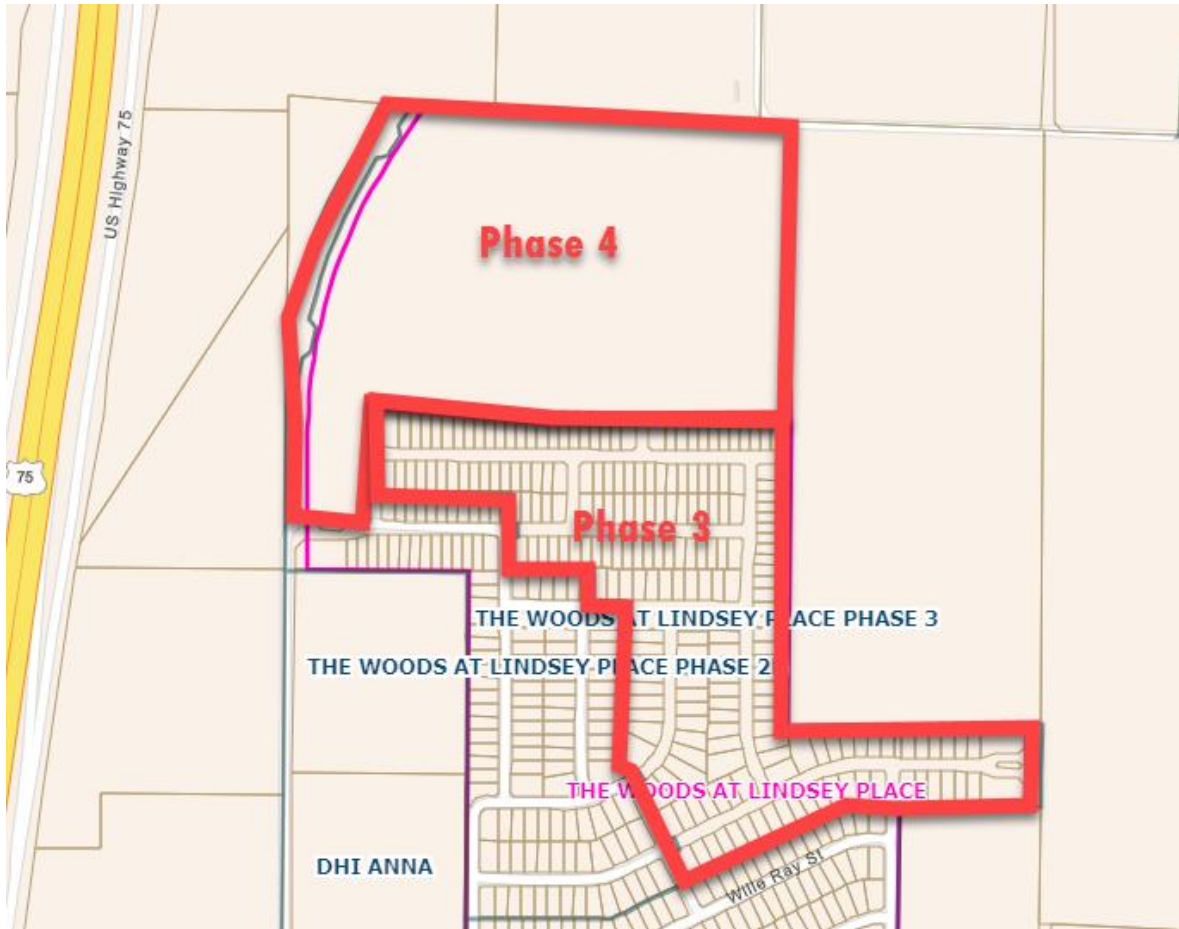 US Highway 75
Phase 4
75
Phase 3
THE WOODS AT LINDSEY PLACE PHASE 3
THE WOODS AT LINDSEY PLACE PHASE 2
THE WOODS AT LINDSEY PLACE
DHI ANNA
Willie Ray St